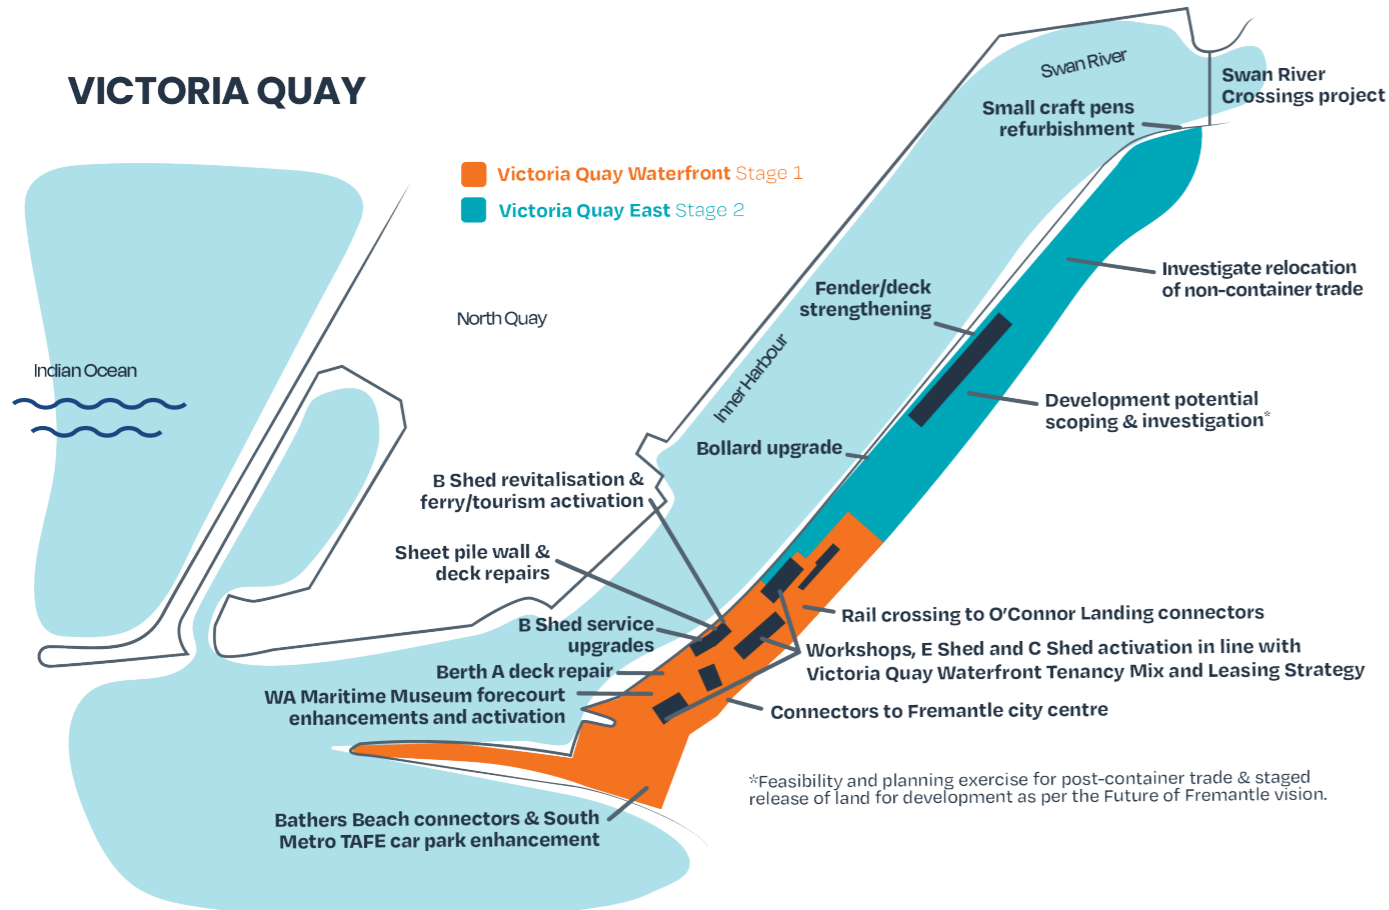 VICTORIA QUAY
Swan River
Swan River
Crossings project
Small craft pens
refurbishment
Victoria Quay Waterfront Stage 1
Victoria Quay East Stage 2
Investigate relocation
of non-container trade
Fender/deck
strengthening
North Quay
Indian Ocean
Inner Harbour
Development potential
scoping & investigation*
Bollard upgrade
B Shed revitalisation &
ferry/tourism activation
Sheet pile wall &
deck repairs
B Shed service
upgrades
Rail crossing to O’Connor Landing connectors
Workshops, E Shed and C Shed activation in line with
Victoria Quay Waterfront Tenancy Mix and Leasing Strategy
Berth A deck repair
WA Maritime Museum forecourt
enhancements and activation
Connectors to Fremantle city centre
*Feasibility and planning exercise for post-container trade & staged
release of land for development as per the Future of Fremantle vision.
Bathers Beach connectors & South
Metro TAFE car park enhancement